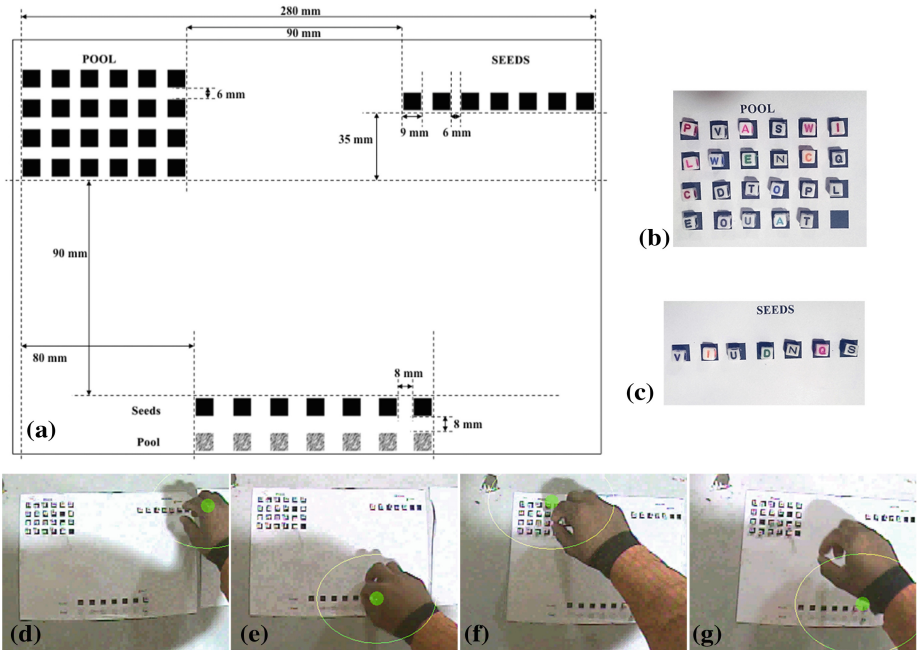 280 mm
90 mm
POOL
SEEDS
6 mm
9 mm
6 mm
35 mm
90 mm
80 mm
8 mm
Seeds
8 mm
Pool
(a)
POOL
P V A S W I
L W E N C Q
C D T O P L
E O U A T
(b)
SEEDS
V I U D N Q S
(c)
(d)
(e)
(f)
(g)